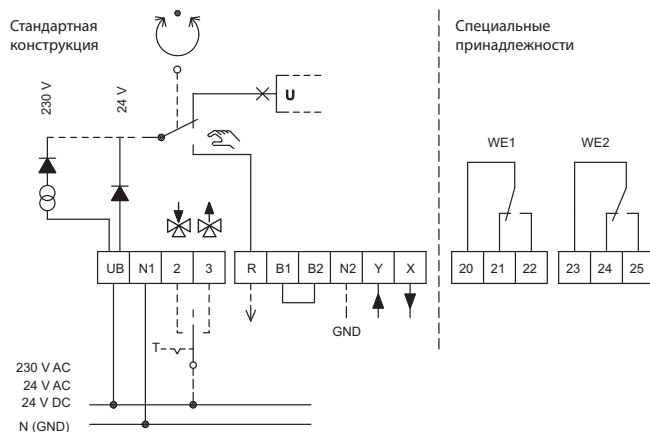 Стандартная
конструкция
Специальные
принадлежности
230 V
24 V
U
WE1
WE2
UB N1 2 3 R B1 B2 N2 Y X
20 21 22
23 24 25
GND
T
230 V AC
24 V AC
24 V DC
N (GND)